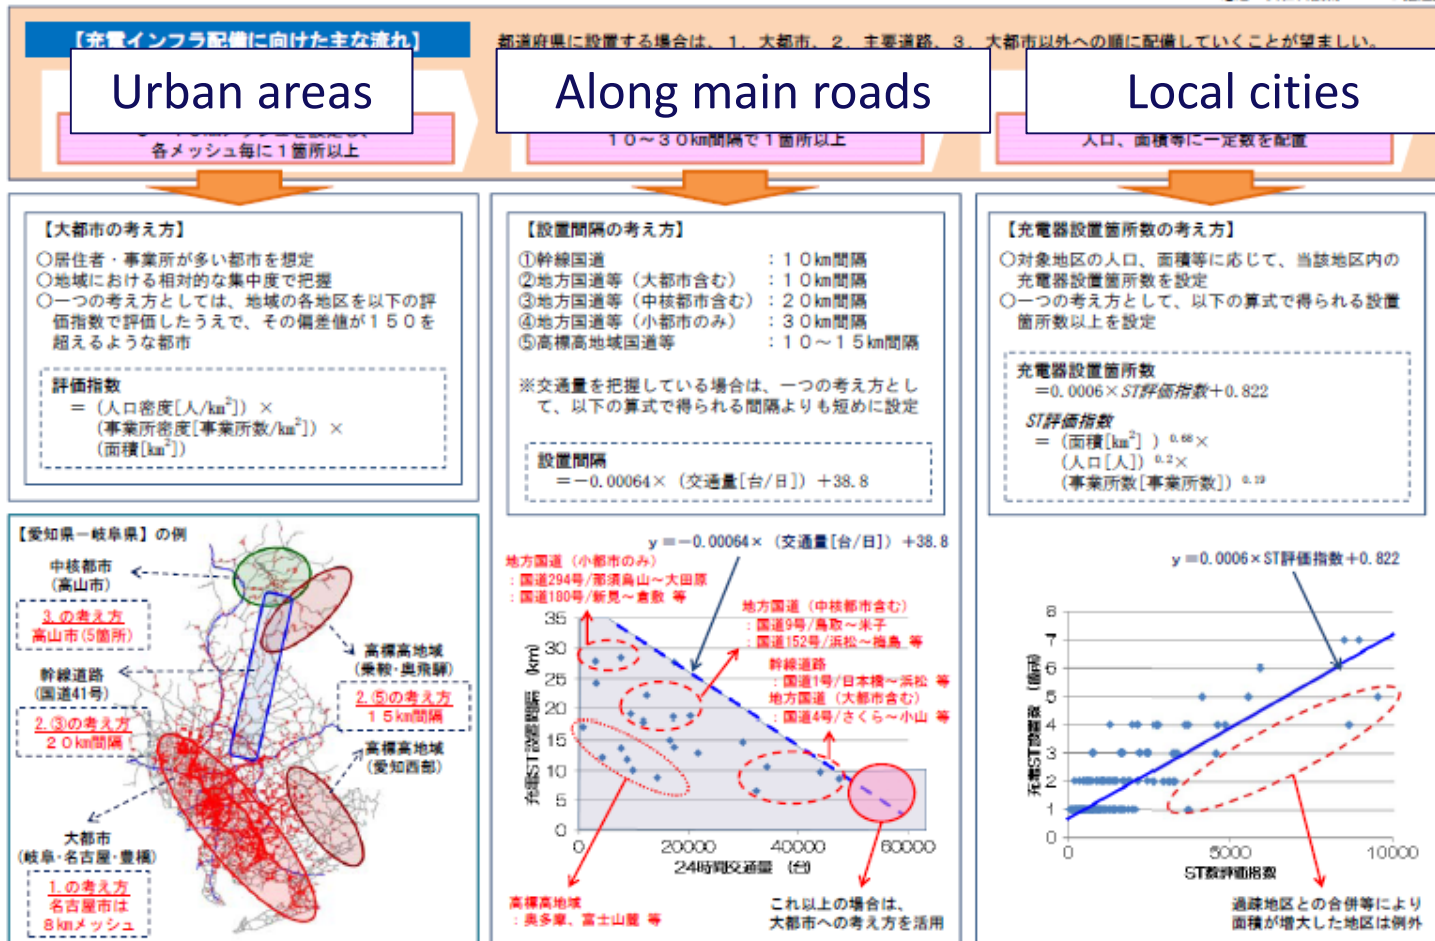 【充電インフラ配備に向けた主な流れ】
都道府県に設置する場合は、1．大都市、2．主要道路、3．大都市以外への順に配備していくことが望ましい。
Urban areas
Along main roads
Local cities
各メッシュ毎に１箇所以上
１０～３０km間隔で１箇所以上
人口、面積等に一定数を配置
【大都市の考え方】
○居住者・事業所が多い都市を想定
○地域における相対的な集中度で把握
○一つの考え方としては、地域の各地区を以下の評
価指数で評価したうえで、その偏差値が１５０を
超えるような都市
評価指数
＝（人口密度[人/km²]）×
（事業所密度[事業所数/km²]）×
（面積[km²]）
【設置間隔の考え方】
①幹線国道　：１０km間隔
②地方国道等（大都市含む）：１０km間隔
③地方国道等（中核都市含む）：２０km間隔
④地方国道等（小都市のみ）：３０km間隔
⑤高標高地域国道等　：１０～１５km間隔
※交通量を把握している場合は、一つの考え方とし
て、以下の算式で得られる間隔よりも短めに設定
設置間隔
＝−0.00064×（交通量[台/日]）+38.8
【充電器設置箇所数の考え方】
○対象地区の人口、面積等に応じて、当該地区内の
充電器設置箇所数を設定
○一つの考え方として、以下の算式で得られる設置
箇所数以上を設定
充電器設置箇所数
＝0.0006×ST評価指数+0.822
ST評価指数
＝（面積[km²]）0.68×
（人口[人]）0.2×
（事業所数[事業所数]）0.19
【愛知県－岐阜県】の例
中核都市
（高山市）
3.の考え方
高山市(5箇所)
幹線道路
（国道41号）
2.③の考え方
２０km間隔
高標高地域
（乗鞍・奥飛騨）
2.⑤の考え方
１５km間隔
高標高地域
（愛知西部）
大都市
（岐阜・名古屋・豊橋）
1.の考え方
名古屋市は
８kmメッシュ
y＝−0.00064×（交通量[台/日]）+38.8
地方国道（小都市のみ）
：国道294号/那須烏山～大田原
：国道180号/新見～倉敷 等
地方国道（中核都市含む）
：国道9号/鳥取～米子
：国道152号/浜松～梅島 等
幹線道路
：国道1号/日本橋～浜松 等
地方国道（大都市含む）
：国道4号/さくら～小山 等
充電ST設置間隔（km）
35
30
25
20
15
10
5
0
0 20000 40000 60000
24時間交通量（台）
高標高地域
：奥多摩、富士山麓 等
これ以上の場合は、
大都市への考え方を活用
y＝0.0006×ST評価指数+0.822
充電ST設置数（箇所）
8
7
6
5
4
3
2
1
0
0 5000 10000
ST数評価指数
過疎地区との合併等により
面積が増大した地区は例外